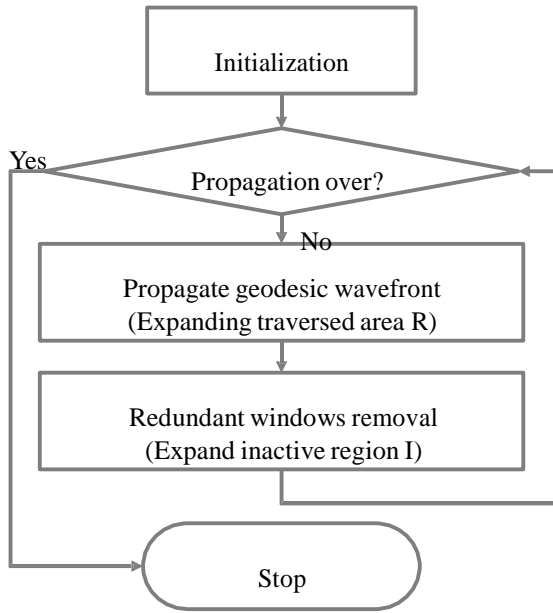 Initialization
Yes
Propagation over?
No
Propagate geodesic wavefront
(Expanding traversed area R)
Redundant windows removal
(Expand inactive region I)
Stop